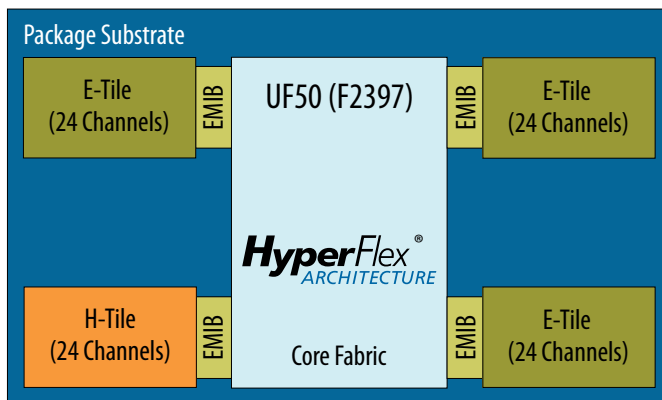 Package Substrate
E-Tile
(24 Channels)
EMIB
UF50 (F2397)
EMIB
E-Tile
(24 Channels)
HyperFlex®
ARCHITECTURE
H-Tile
(24 Channels)
EMIB
Core Fabric
EMIB
E-Tile
(24 Channels)